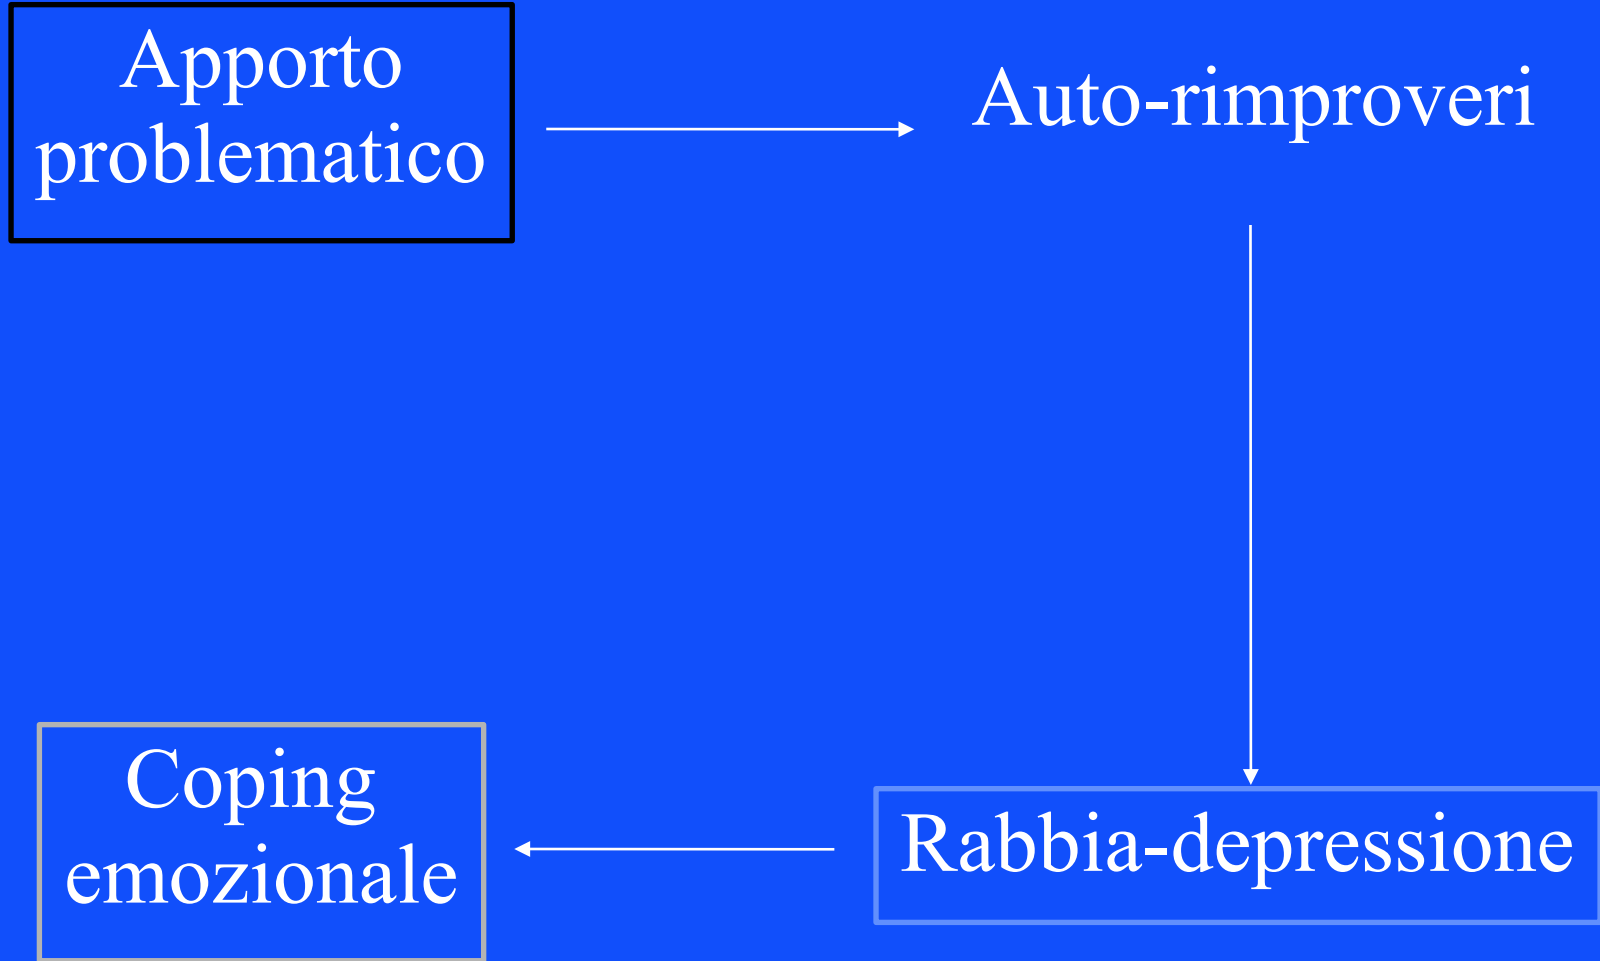 Apporto
problematico
Auto-rimproveri
Rabbia-depressione
Coping
emozionale